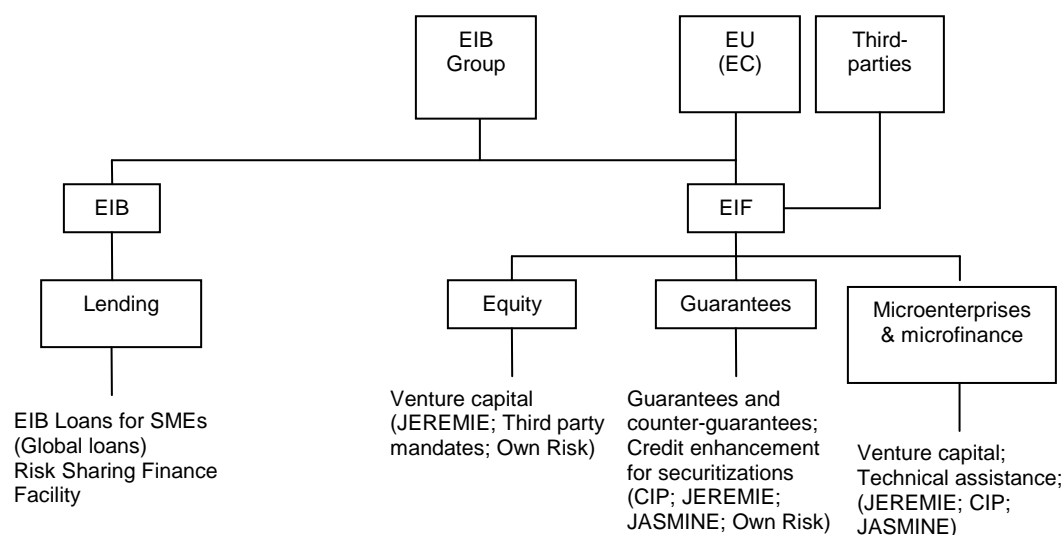 EIB
Group
EU
(EC)
Third-
parties
EIB
EIF
Lending
Equity
Guarantees
Microenterprises
& microfinance
EIB Loans for SMEs
(Global loans)
Risk Sharing Finance
Facility
Venture capital
(JEREMIE; Third party
mandates; Own Risk)
Guarantees and
counter-guarantees;
Credit enhancement
for securitizations
(CIP; JEREMIE;
JASMINE; Own Risk)
Venture capital;
Technical assistance;
(JEREMIE; CIP;
JASMINE)